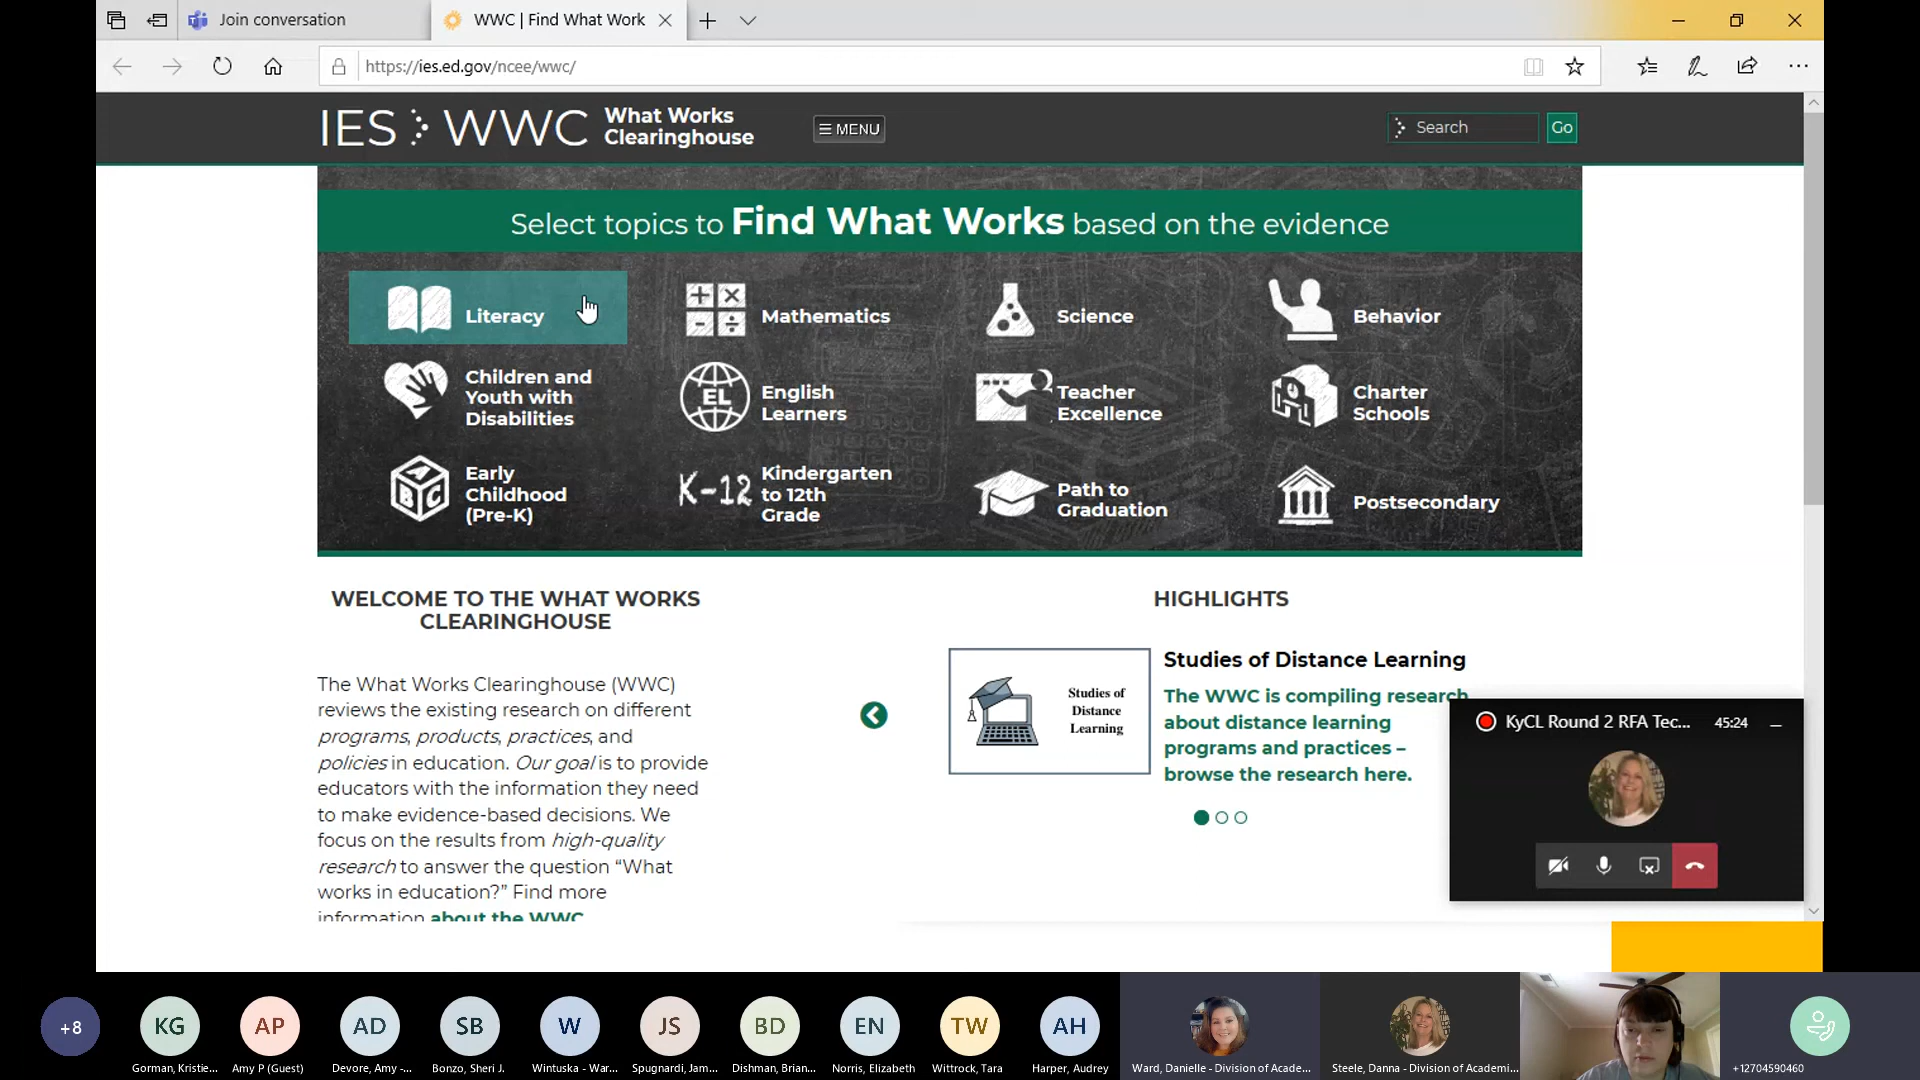 Join conversation
WWC | Find What Work
https://ies.ed.gov/ncee/wwc/
IES WWC What Works Clearinghouse
MENU
Search
Go
Select topics to Find What Works based on the evidence
Literacy
Mathematics
Science
Behavior
Children and
Youth with
Disabilities
English
Learners
EL
Teacher
Excellence
Charter
Schools
Early
Childhood
(Pre-K)
ABC
K-12
Kindergarten
to 12th
Grade
Path to
Graduation
Postsecondary
WELCOME TO THE WHAT WORKS
CLEARINGHOUSE
The What Works Clearinghouse (WWC)
reviews the existing research on different
programs, products, practices, and
policies in education. Our goal is to provide
educators with the information they need
to make evidence-based decisions. We
focus on the results from high-quality
research to answer the question “What
works in education?” Find more
information about the WWC
HIGHLIGHTS
Studies of
Distance
Learning
Studies of Distance Learning
The WWC is compiling research
about distance learning
programs and practices –
browse the research here.
KyCL Round 2 RFA Tec...
45:24
+8
KG
AP
AD
SB
W
JS
BD
EN
TW
AH
Gorman, Kristie...
Amy P (Guest)
Devore, Amy -...
Bonzo, Sheri J.
Wintuska - War...
Spugnardi, Jam...
Dishman, Brian...
Norris, Elizabeth
Wittrock, Tara
Harper, Audrey
Ward, Danielle - Division of Acade...
Steele, Danna - Division of Academi...
+12704590460